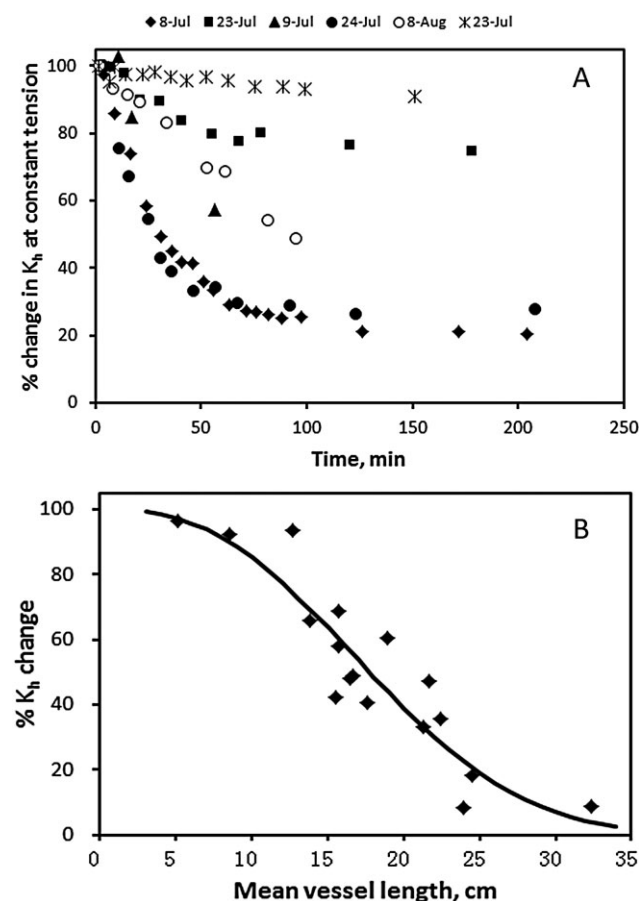 8-Jul 23-Jul 9-Jul 24-Jul 8-Aug 23-Jul
A
% change in Kh at constant tension
120
100
80
60
40
20
0
0 50 100 150 200 250
Time, min
B
% Kh change
100
80
60
40
20
0
0 5 10 15 20 25 30 35
Mean vessel length, cm